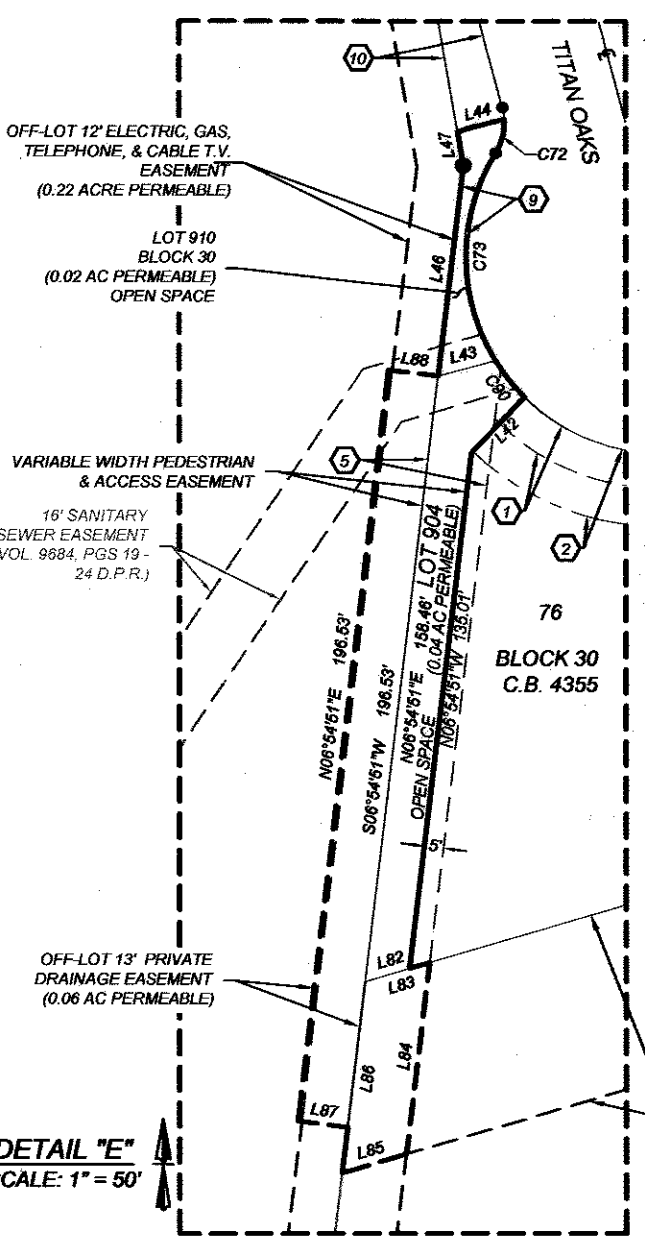 10
L44
TITAN OAKS
OFF-LOT 12' ELECTRIC, GAS,
TELEPHONE, & CABLE T.V.
EASEMENT
(0.22 ACRE PERMEABLE)
L47
C72
9
LOT 910
BLOCK 30
(0.02 AC PERMEABLE)
OPEN SPACE
L46
C73
L88
L43
C90
L42
VARIABLE WIDTH PEDESTRIAN
& ACCESS EASEMENT
5
1
2
16' SANITARY
SEWER EASEMENT
VOL. 9684, PGS 19 -
24 D.P.R.)
N06°54'51"E 196.53'
S06°54'51"W 196.53'
N06°54'51"E 158.46'
OPEN SPACE
LOT 904
(0.04 AC PERMEABLE)
N06°54'51"W 135.01'
76
BLOCK 30
C.B. 4355
5'
OFF-LOT 13' PRIVATE
DRAINAGE EASEMENT
(0.06 AC PERMEABLE)
L82
L83
L86
L84
L87
L85
DETAIL "E"
SCALE: 1" = 50'